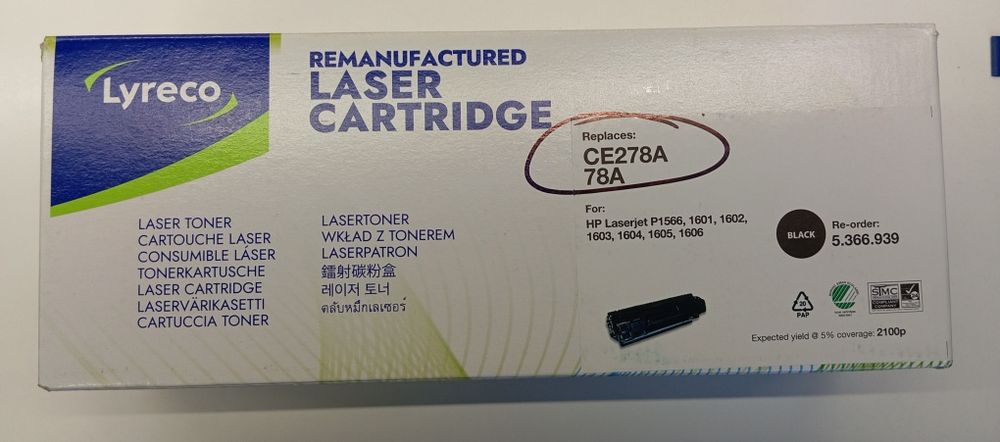 Lyreco
REMANUFACTURED
LASER
CARTRIDGE
LASER TONER
CARTOUCHE LASER
CONSUMIBLE LÁSER
TONERKARTUSCHE
LASER CARTRIDGE
LASERVÄRIKASETTI
CARTUCCIA TONER
LASERTONER
WKŁAD Z TONEREM
LASERPATRON
鐳射碳粉盒
레이저 토너
ตลับหมึกเลเซอร์
Replaces:
CE278A
78A
For:
HP Laserjet P1566, 1601, 1602,
1603, 1604, 1605, 1606
BLACK
Re-order:
5.366.939
20
PAP
STMC
Expected yield @ 5% coverage: 2100p